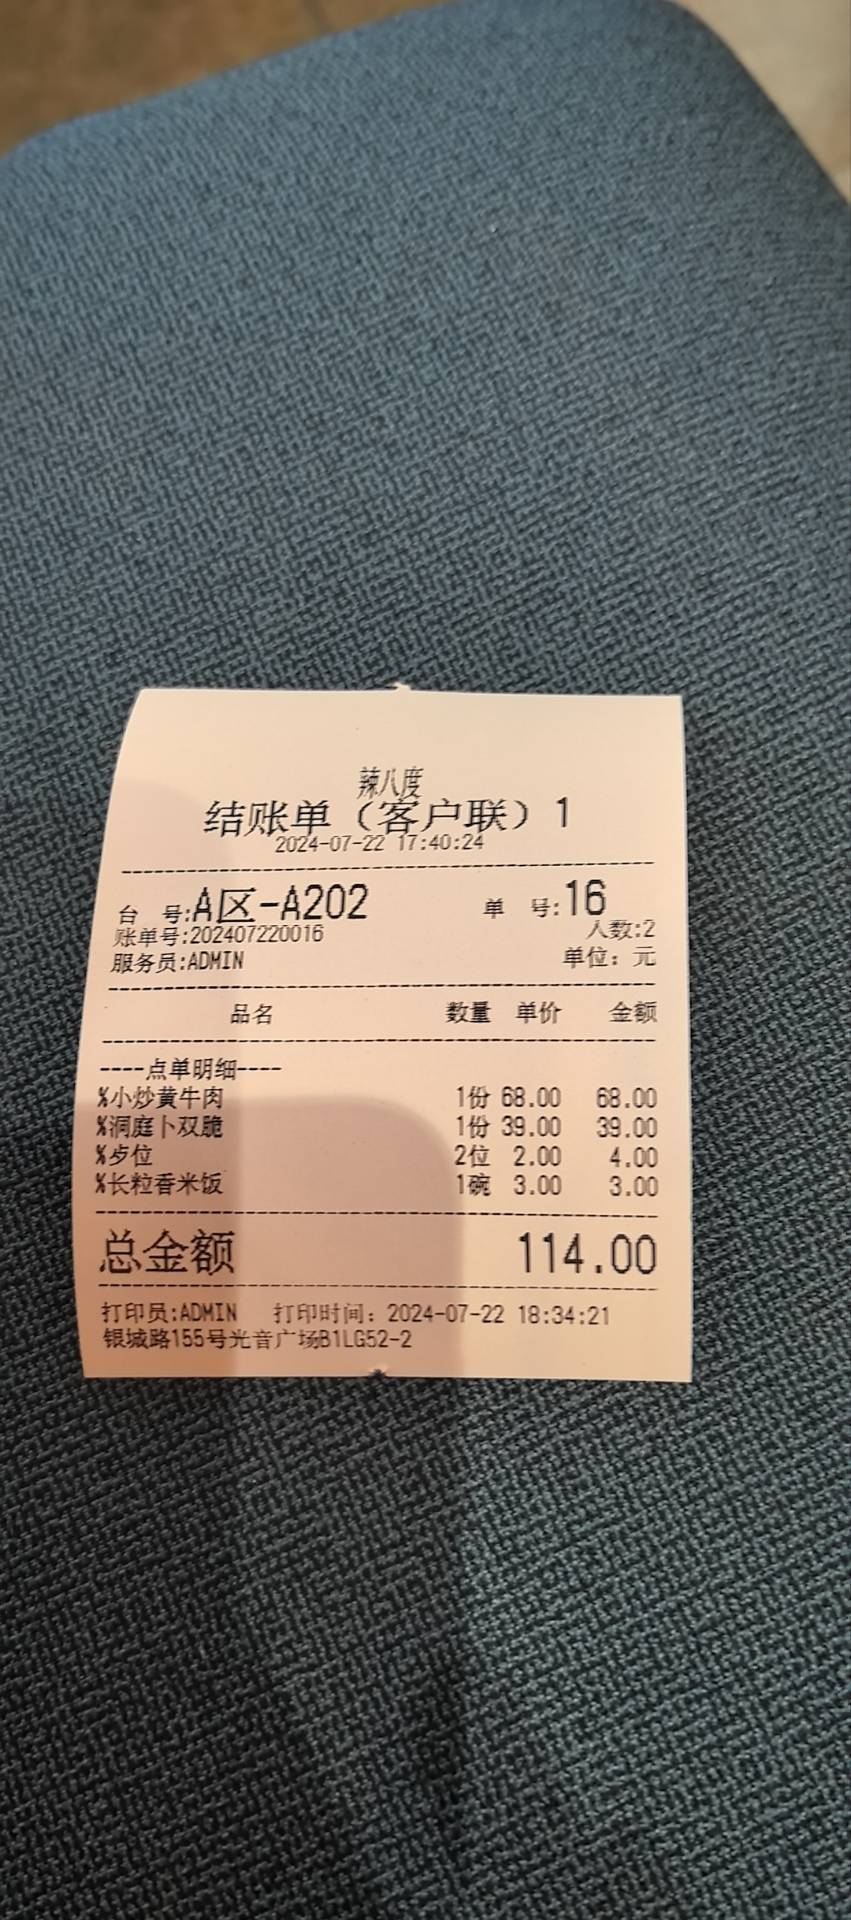 辣八度
结账单（客户联）1
2024-07-22 17:40:24
台 号:A区-A202 单 号:16
账单号:202407220016 人数:2
服务员:ADMIN 单位：元
品名 数量 单价 金额
----点单明细----
%小炒黄牛肉 1份 68.00 68.00
%洞庭卜双脆 1份 39.00 39.00
%歺位 2位 2.00 4.00
%长粒香米饭 1碗 3.00 3.00
总金额 114.00
打印员:ADMIN 打印时间：2024-07-22 18:34:21
银城路155号光音广场B1LG52-2